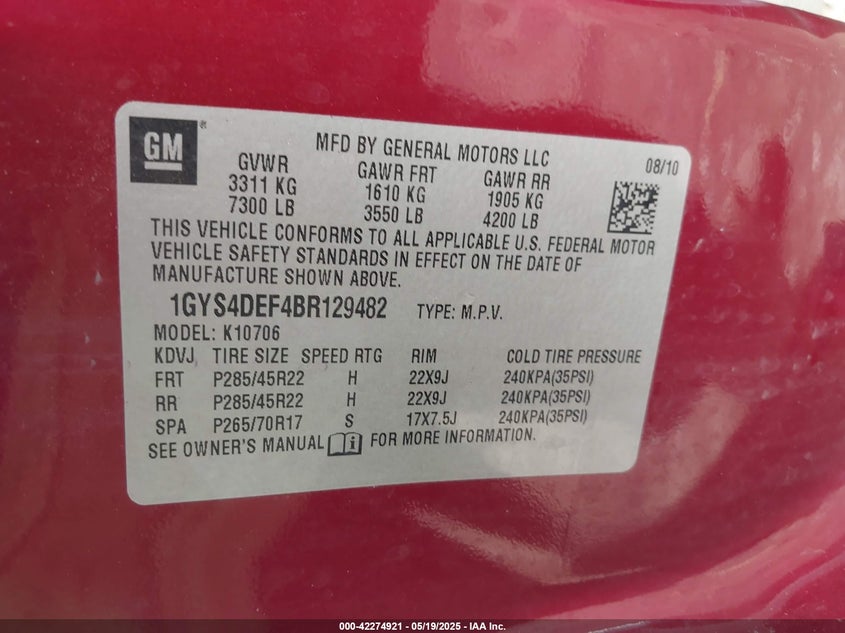 GM®
MFD BY GENERAL MOTORS LLC 08/10
GVWR GAWR FRT GAWR RR
3311 KG 1610 KG 1905 KG
7300 LB 3550 LB 4200 LB
THIS VEHICLE CONFORMS TO ALL APPLICABLE U.S. FEDERAL MOTOR
VEHICLE SAFETY STANDARDS IN EFFECT ON THE DATE OF
MANUFACTURE SHOWN ABOVE.
1GYS4DEF4BR129482 TYPE: M.P.V.
MODEL: K10706
KDVJ TIRE SIZE SPEED RTG RIM COLD TIRE PRESSURE
FRT P285/45R22 H 22X9J 240KPA(35PSI)
RR P285/45R22 H 22X9J 240KPA(35PSI)
SPA P265/70R17 S 17X7.5J 240KPA(35PSI)
SEE OWNER'S MANUAL FOR MORE INFORMATION.
000-42274921 - 05/19/2025 - IAA Inc.